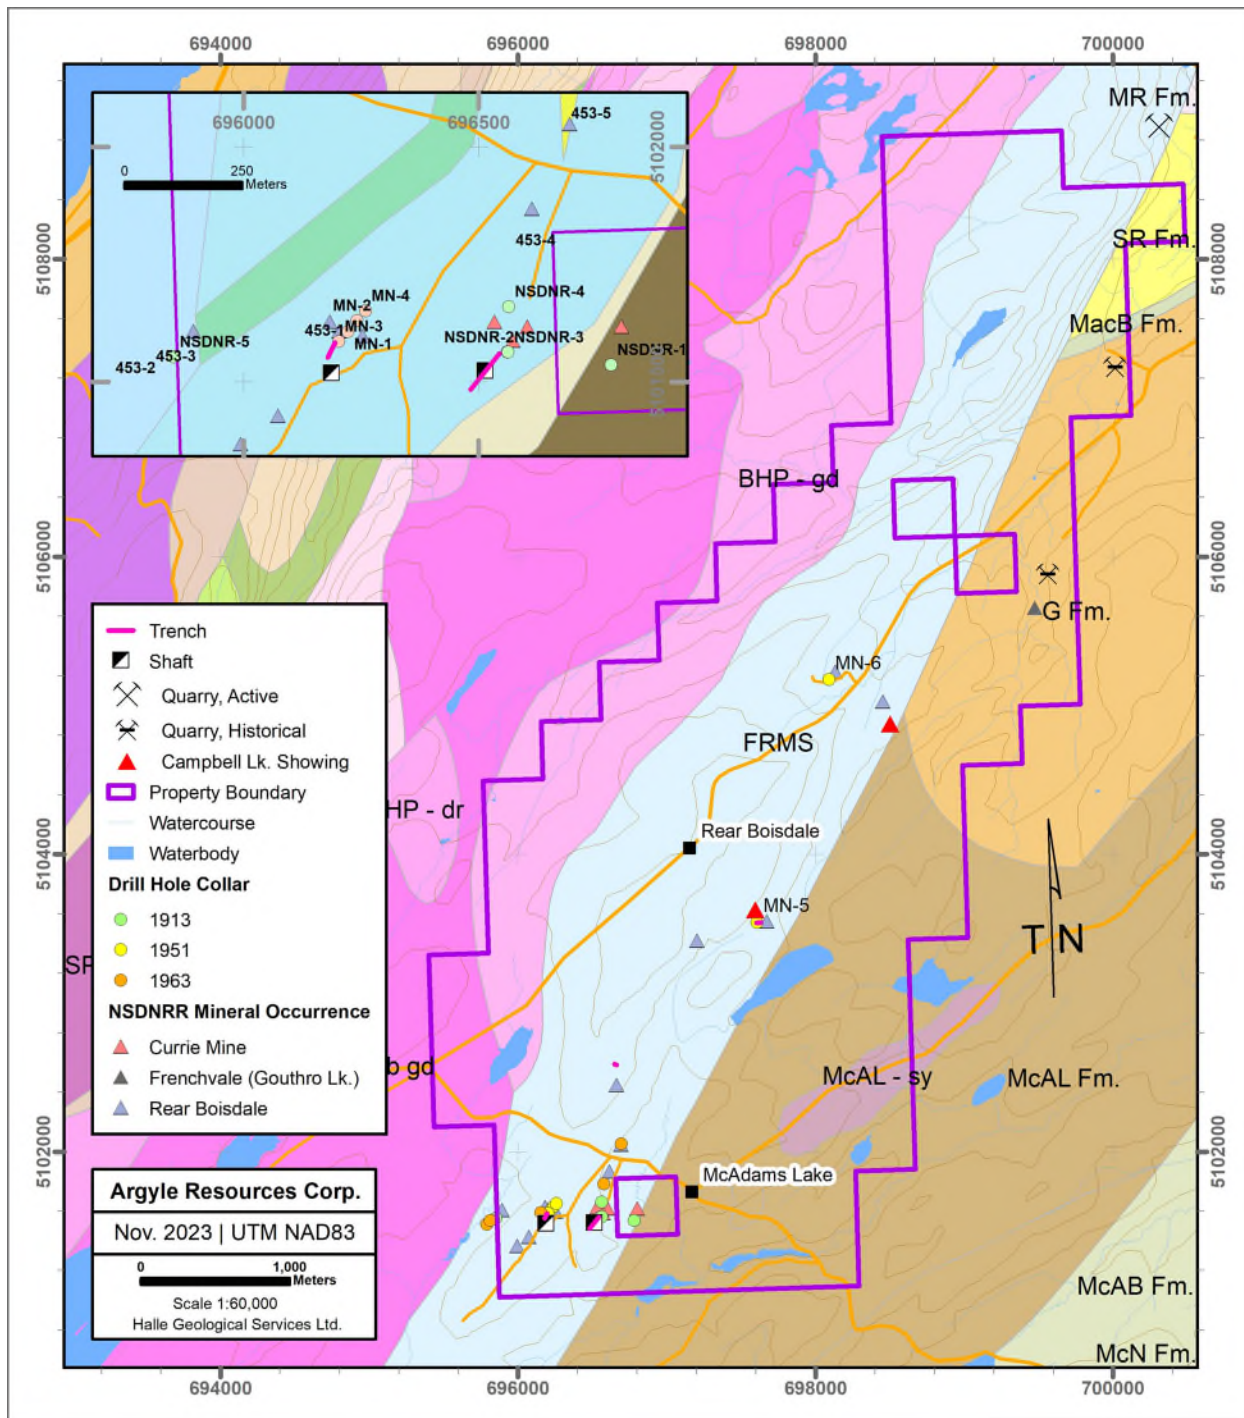 694000
696000
698000
700000
MR Fm.
696000
696500
453-5
5102000
0
250
Meters
453-4
5108000
5108000
SR Fm.
NSDNR-4
MN-4
MN-2
MN-3
453-1
MN-1
NSDNR-2
NSDNR-3
NSDNR-1
NSDNR-5
453-3
453-2
MacB Fm.
BHP - gd
5106000
5106000
G Fm.
MN-6
FRMS
HP - dr
Rear Boisdale
5104000
5104000
MN-5
T N
SF
b gd
McAL - sy
McAL Fm.
5102000
5102000
McAdams Lake
McAB Fm.
McN Fm.
Trench
Shaft
Quarry, Active
Quarry, Historical
Campbell Lk. Showing
Property Boundary
Watercourse
Waterbody
Drill Hole Collar
1913
1951
1963
NSDNRR Mineral Occurrence
Currie Mine
Frenchvale (Gouthro Lk.)
Rear Boisdale
Argyle Resources Corp.
Nov. 2023 | UTM NAD83
0
1,000
Meters
Scale 1:60,000
Halle Geological Services Ltd.
694000
696000
698000
700000